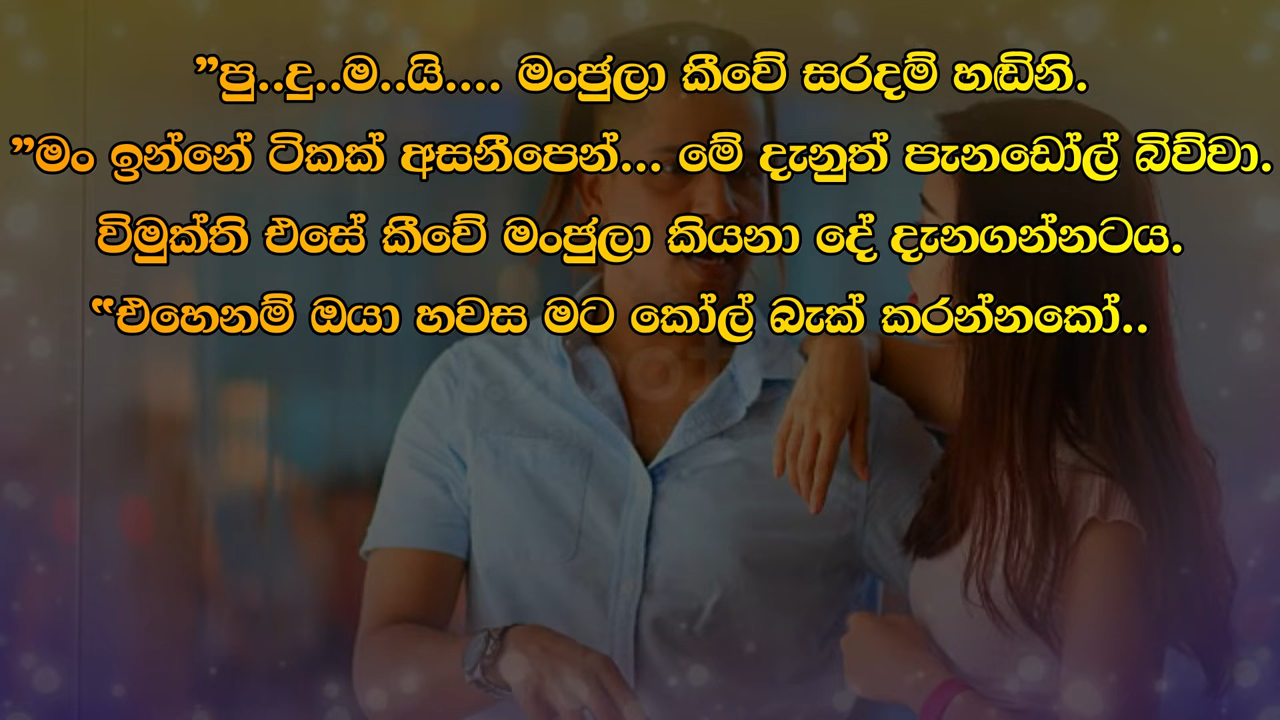 ”පු..දු..ම..යි.... මංජුලා කීවේ සරදම් හඬිනි.
”මං ඉන්නේ ටිකක් අසනීපෙන්... මේ දැනුත් පැනඩෝල් බිව්වා.
විමුක්ති එසේ කීවේ මංජුලා කියනා දේ දැනගන්නටය.
“එහෙනම් ඔයා හවස මට කෝල් බැක් කරන්නකෝ..